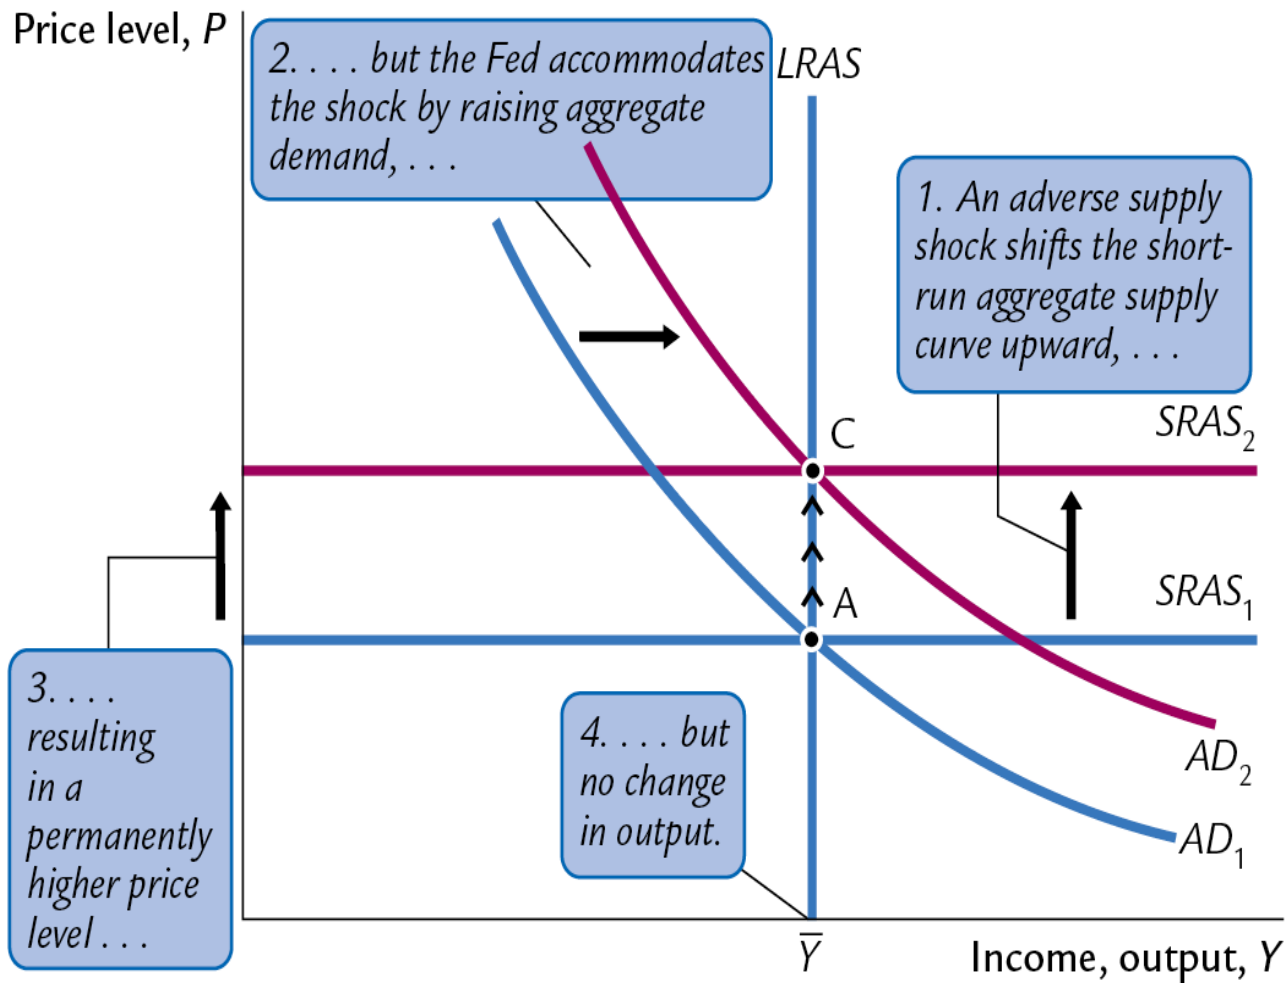 Price level, P
2. . . . but the Fed accommodates
the shock by raising aggregate
demand, . . .
LRAS
1. An adverse supply
shock shifts the short-
run aggregate supply
curve upward, . . .
C
SRAS₂
A
SRAS₁
3. . . .
resulting
in a
permanently
higher price
level . . .
4. . . . but
no change
in output.
AD₂
AD₁
Y̅
Income, output, Y